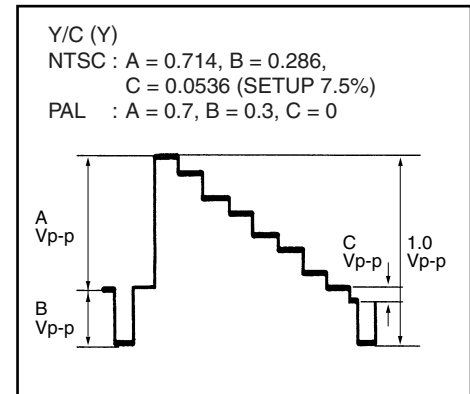 Y/C (Y)
NTSC : A = 0.714, B = 0.286,
C = 0.0536 (SETUP 7.5%)
PAL : A = 0.7, B = 0.3, C = 0
A
Vp-p
B
Vp-p
C
Vp-p
1.0
Vp-p